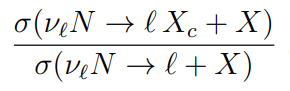 σ(ν_ℓN → ℓ X_c + X)
σ(ν_ℓN → ℓ + X)